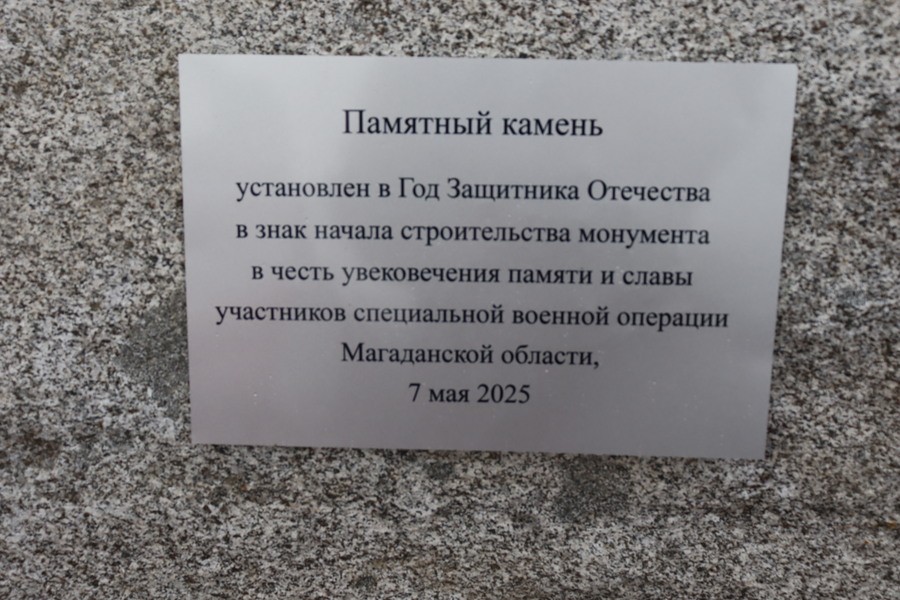 Памятный камень
установлен в Год Защитника Отечества
в знак начала строительства монумента
в честь увековечения памяти и славы
участников специальной военной операции
Магаданской области,
7 мая 2025